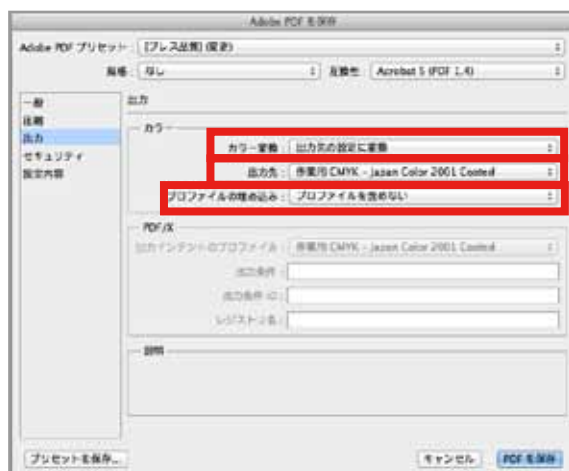 Adobe PDF を保存
Adobe PDF プリセット: [プレス品質] (変更)
規格: なし 互換性: Acrobat 5 (PDF 1.4)
一般
圧縮
出力
セキュリティ
設定内容
出力
カラー
カラー変換: 出力先の設定に変換
出力先: 作業用 CMYK - Japan Color 2001 Coated
プロファイルの埋め込み: プロファイルを含めない
PDF/X
出力インテントのプロファイル: 作業用 CMYK - Japan Color 2001 Coated
出力条件:
出力条件 ID:
レジストリ名:
説明
プリセットを保存... キャンセル PDF を保存